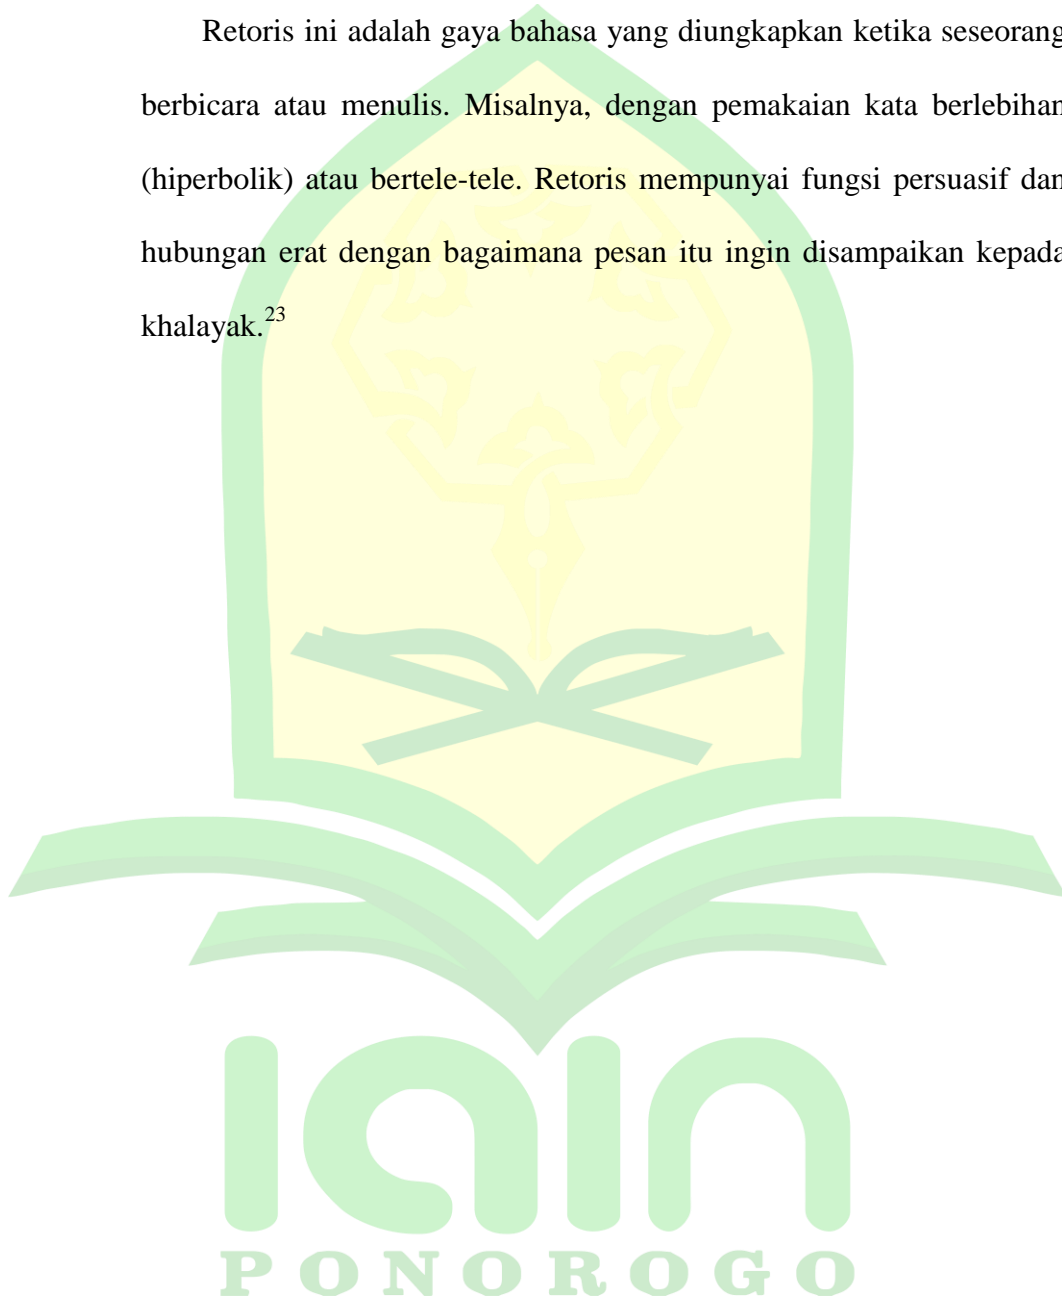 Retoris ini adalah gaya bahasa yang diungkapkan ketika seseorang
berbicara atau menulis. Misalnya, dengan pemakaian kata berlebihan
(hiperbolik) atau bertele-tele. Retoris mempunyai fungsi persuasif dan
hubungan erat dengan bagaimana pesan itu ingin disampaikan kepada
khalayak.23
iain
PONOROGO